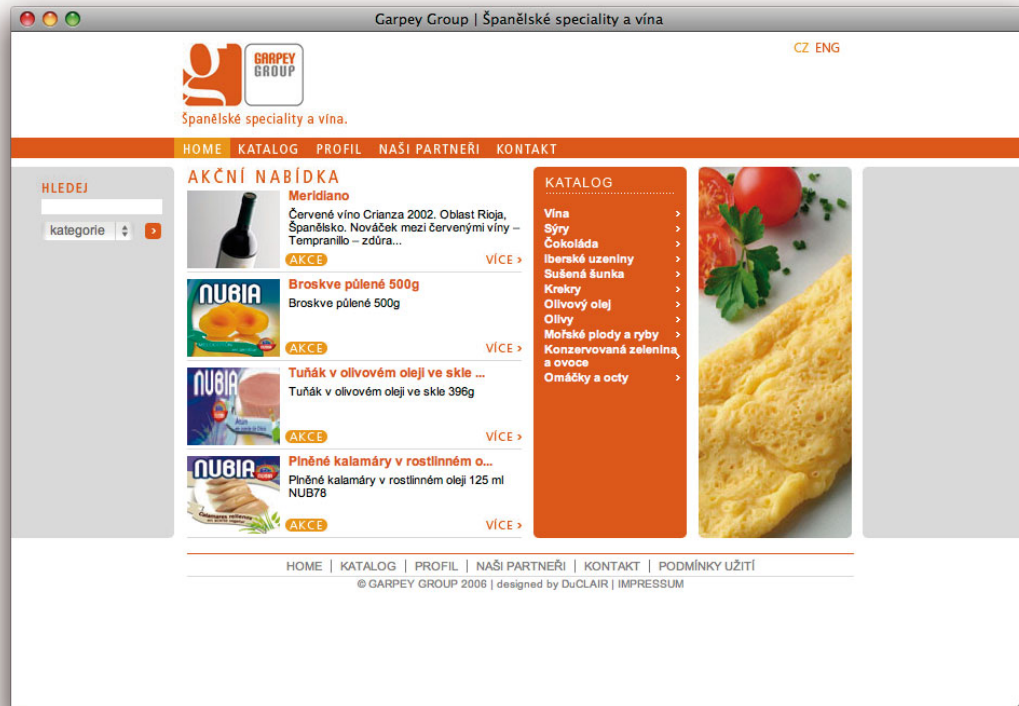 Garpey Group | Španělské speciality a vína
CZ ENG
g GARPEY
GROUP
Španělské speciality a vína.
HOME KATALOG PROFIL NAŠI PARTNEŘI KONTAKT
HLEDEJ
kategorie
AKČNÍ NABÍDKA
Meridiano
Červené víno Crianza 2002. Oblast Rioja,
Španělsko. Nováček mezi červenými víny –
Tempranillo – zdůra...
AKCE VÍCE ›
NUBIA
Broskve půlené 500g
Broskve půlené 500g
AKCE VÍCE ›
NUBIA
Tuňák v olivovém oleji ve skle ...
Tuňák v olivovém oleji ve skle 396g
AKCE VÍCE ›
NUBIA
Plněné kalamáry v rostlinném o...
Plněné kalamáry v rostlinném oleji 125 ml
NUB78
AKCE VÍCE ›
KATALOG
Vína ›
Sýry ›
Čokoláda ›
Iberské uzeniny ›
Sušená šunka ›
Krekry ›
Olivový olej ›
Olivy ›
Mořské plody a ryby ›
Konzervovaná zelenina
a ovoce ›
Omáčky a octy ›
HOME | KATALOG | PROFIL | NAŠI PARTNEŘI | KONTAKT | PODMÍNKY UŽITÍ
© GARPEY GROUP 2006 | designed by DuCLAIR | IMPRESSUM